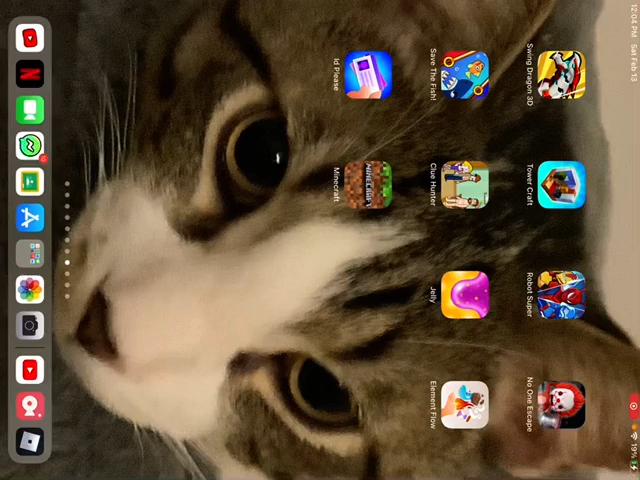 12:04 PM Sat Feb 13
19%
Swing Dragon 3D
Tower Craft
Robot Super
No One Escape
Save The Fish!
Clue Hunter
Jelly
Element Flow
Id Please
Minecraft
MINECRAFT